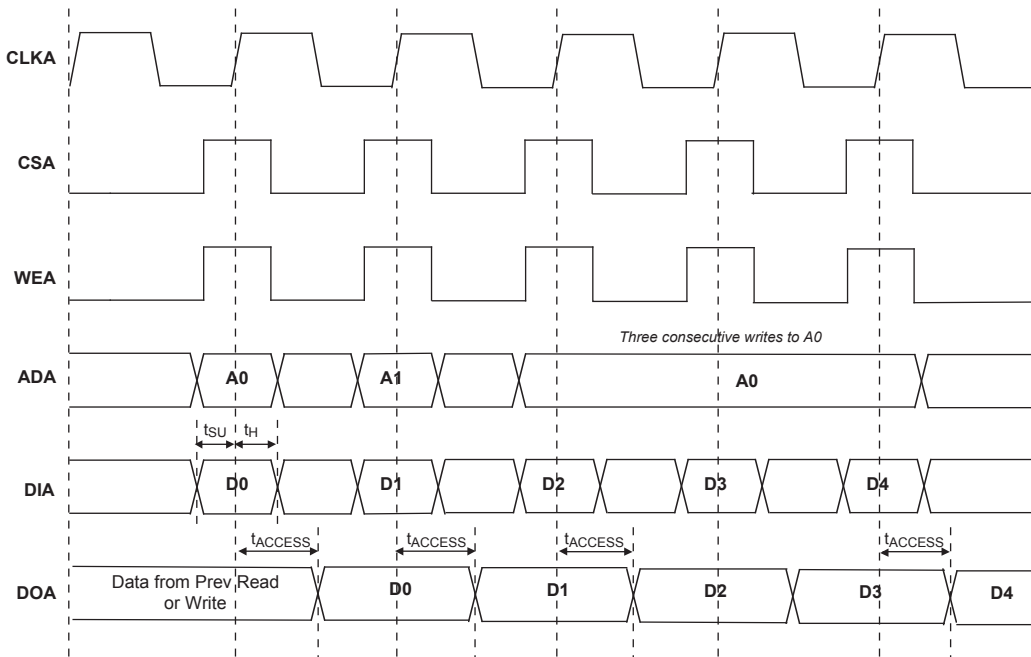 CLKA
CSA
WEA
Three consecutive writes to A0
ADA
A0
A1
A0
tSU
tH
DIA
D0
D1
D2
D3
D4
tACCESS
tACCESS
tACCESS
tACCESS
DOA
Data from Prev Read
or Write
D0
D1
D2
D3
D4